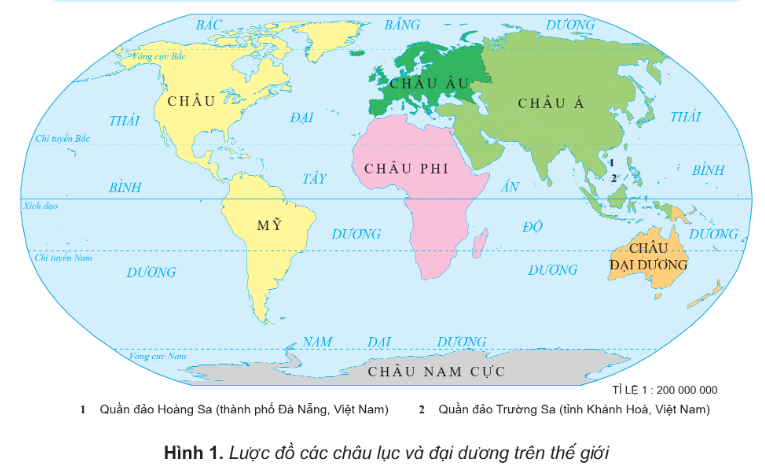 BẮC BĂNG DƯƠNG
Vòng cực Bắc
CHÂU ÂU
CHÂU
CHÂU Á
THÁI
ĐẠI
THÁI
Chí tuyến Bắc
1
CHÂU PHI
BÌNH
TÂY
2
BÌNH
ẤN
Xích đạo
MỸ
ĐỘ
DƯƠNG
DƯƠNG
CHÂU
ĐẠI DƯƠNG
Chí tuyến Nam
DƯƠNG
DƯƠNG
NAM ĐẠI DƯƠNG
Vòng cực Nam
CHÂU NAM CỰC
TỈ LỆ 1 : 200 000 000
1 Quần đảo Hoàng Sa (thành phố Đà Nẵng, Việt Nam) 2 Quần đảo Trường Sa (tỉnh Khánh Hoà, Việt Nam)
Hình 1. Lược đồ các châu lục và đại dương trên thế giới